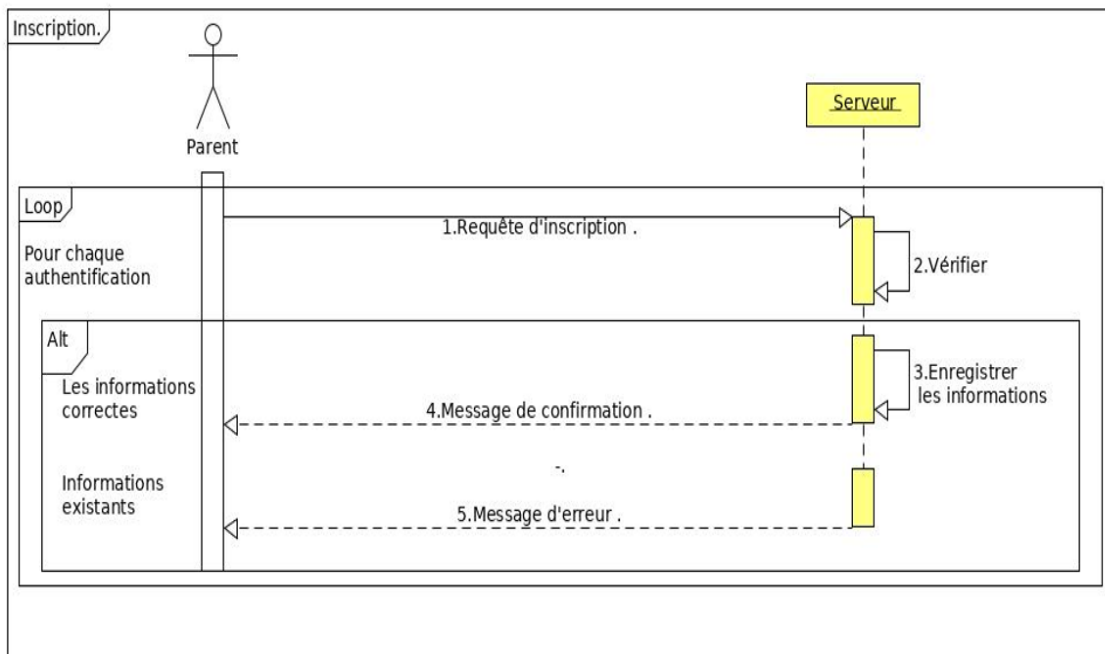 Inscription.
Parent
Serveur
Loop
Pour chaque
authentification
1.Requête d'inscription .
2.Vérifier
Alt
Les informations
correctes
3.Enregistrer
les informations
4.Message de confirmation .
-.
Informations
existants
5.Message d'erreur .